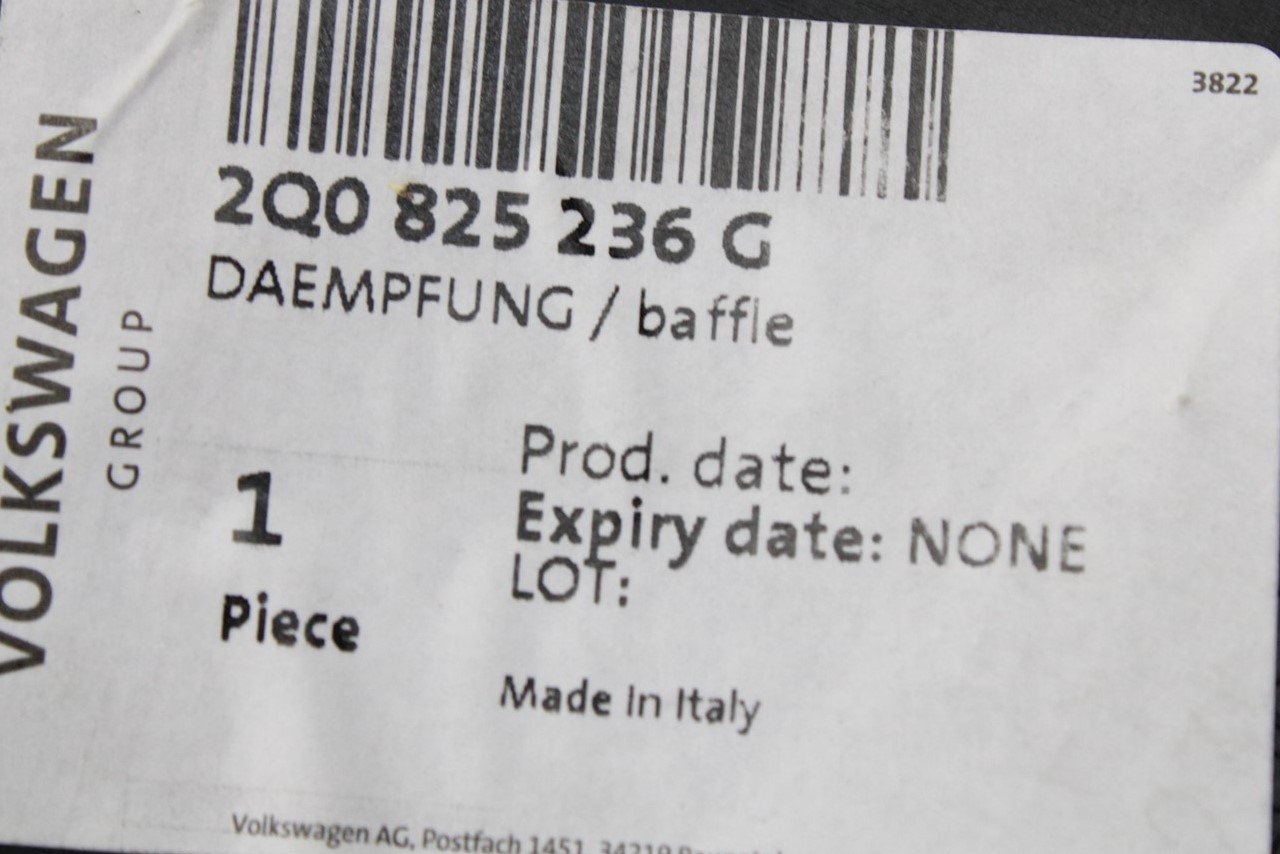 3822
VOLKSWAGEN
GROUP
2Q0 825 236 G
DAEMPFUNG / baffle
1
Piece
Prod. date:
Expiry date: NONE
LOT:
Made In Italy
Volkswagen AG, Postfach 1451, 34219